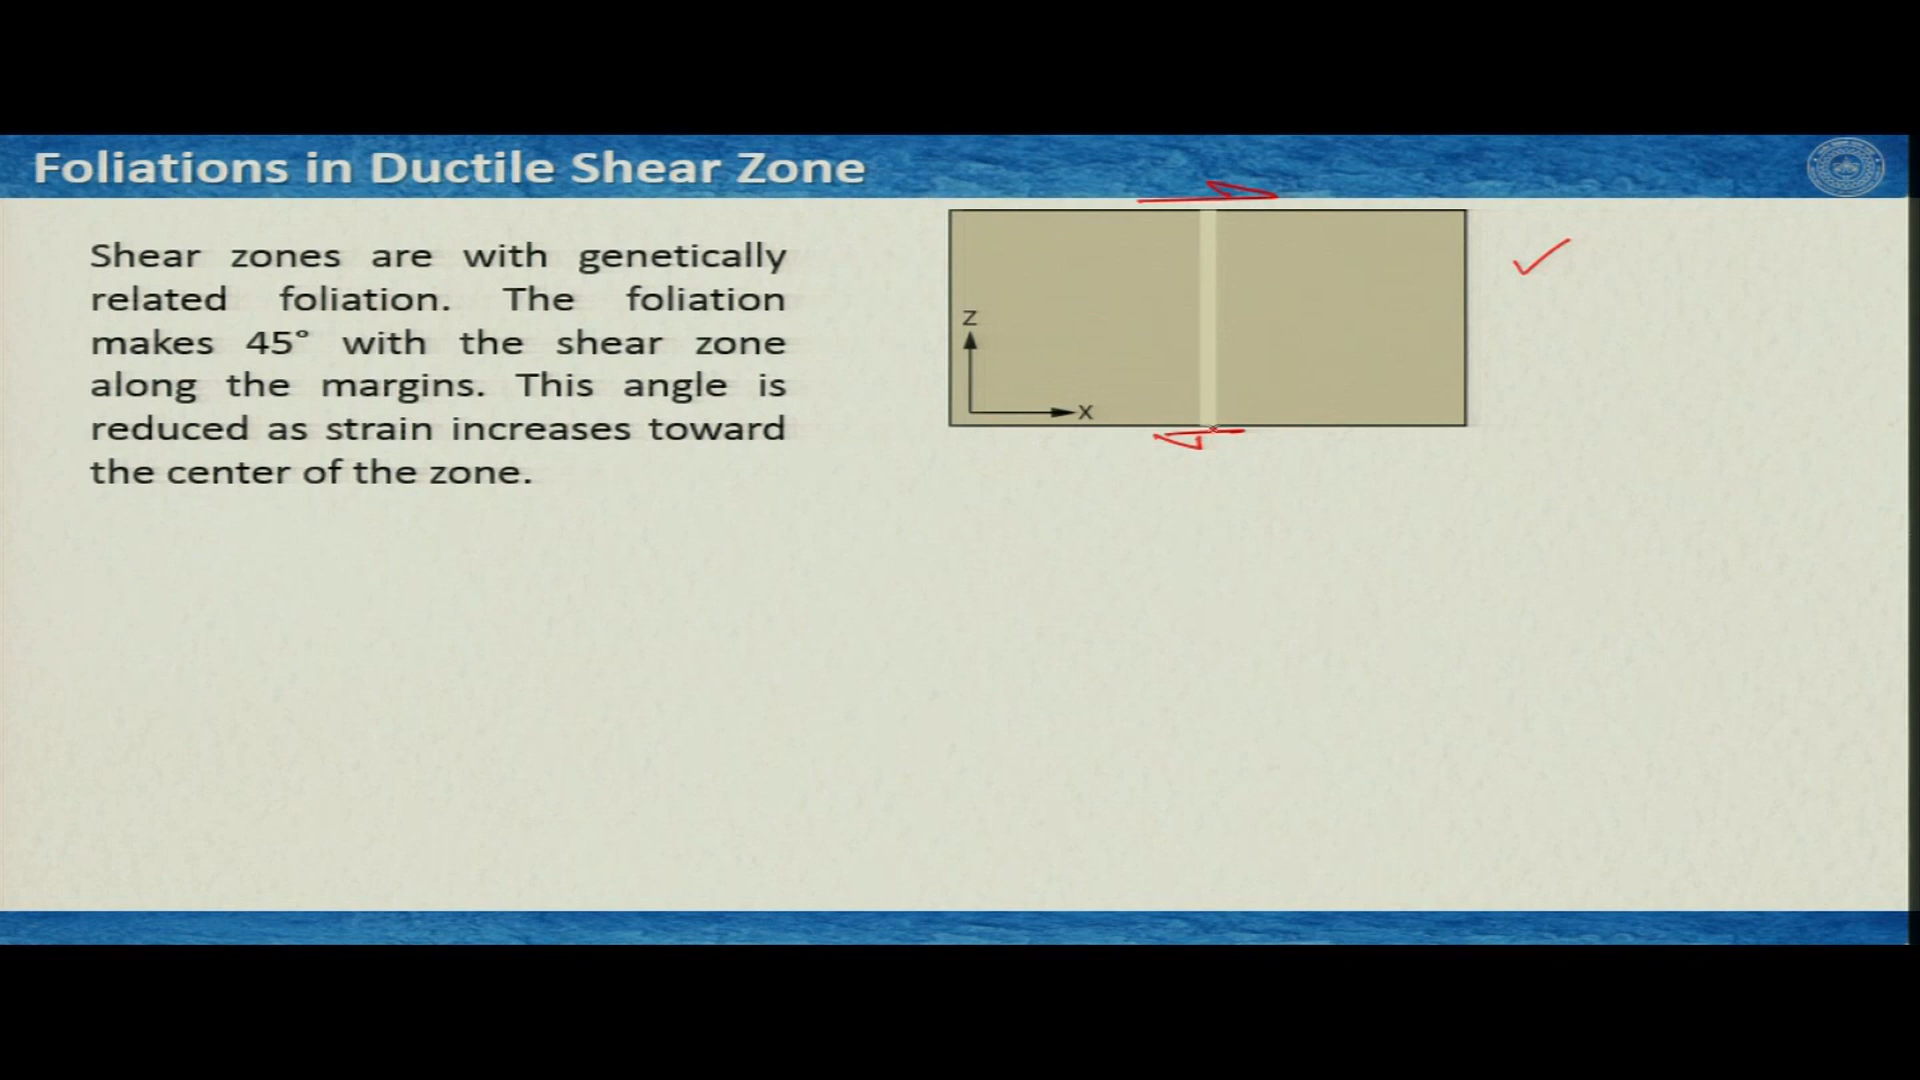 Foliations in Ductile Shear Zone
Shear zones are with genetically
related foliation. The foliation
makes 45° with the shear zone
along the margins. This angle is
reduced as strain increases toward
the center of the zone.
Z
X